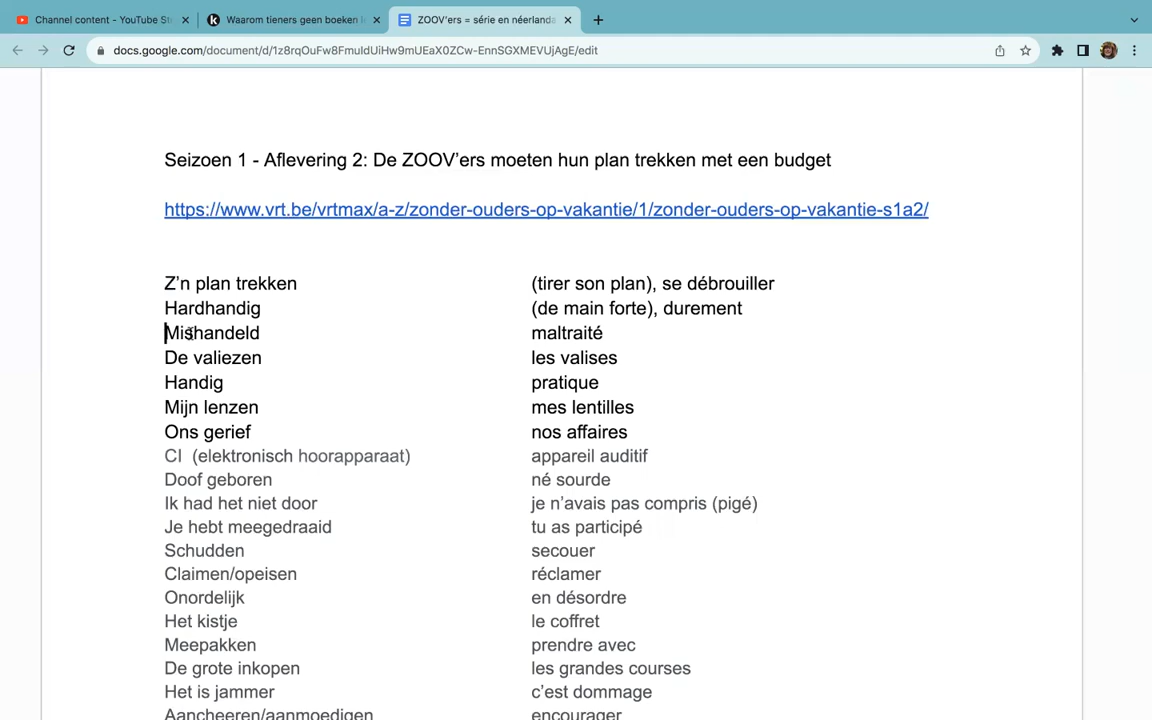 Channel content - YouTube St
Waarom tieners geen boeken l
ZOOV'ers = série en néerlanda
docs.google.com/document/d/1z8rqOuFw8FmuIdUiHw9mUEaX0ZCw-EnnSGXMEVUjAgE/edit
Seizoen 1 - Aflevering 2: De ZOOV'ers moeten hun plan trekken met een budget
https://www.vrt.be/vrtmax/a-z/zonder-ouders-op-vakantie/1/zonder-ouders-op-vakantie-s1a2/
Z'n plan trekken (tirer son plan), se débrouiller
Hardhandig (de main forte), durement
Mishandeld maltraité
De valiezen les valises
Handig pratique
Mijn lenzen mes lentilles
Ons gerief nos affaires
CI (elektronisch hoorapparaat) appareil auditif
Doof geboren né sourde
Ik had het niet door je n'avais pas compris (pigé)
Je hebt meegedraaid tu as participé
Schudden secouer
Claimen/opeisen réclamer
Onordelijk en désordre
Het kistje le coffret
Meepakken prendre avec
De grote inkopen les grandes courses
Het is jammer c'est dommage
Aancheeren/aanmoedigen encourager